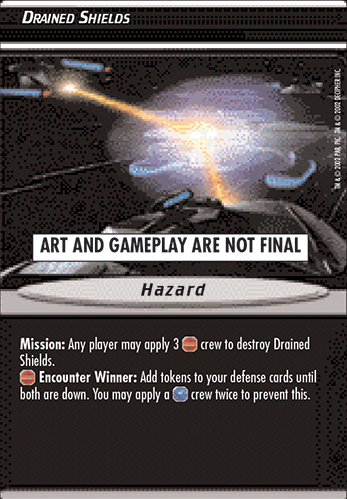 DRAINED SHIELDS
TM & © 2002 PAR. PIC. TM & © 2002 DECIPHER INC.
ART AND GAMEPLAY ARE NOT FINAL
Hazard
Mission: Any player may apply 3 crew to destroy Drained
Shields.
Encounter Winner: Add tokens to your defense cards until
both are down. You may apply a crew twice to prevent this.